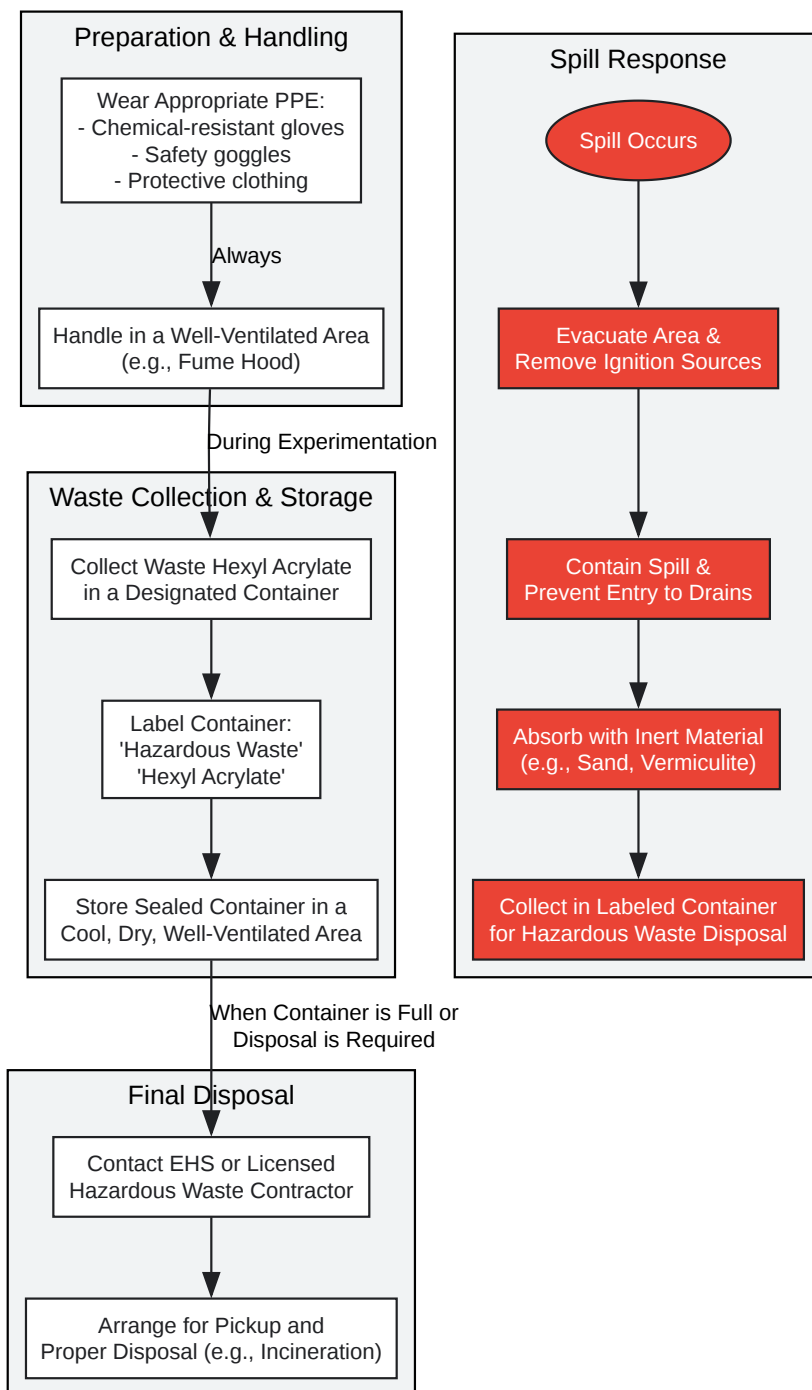 Preparation & Handling
Wear Appropriate PPE:
- Chemical-resistant gloves
- Safety goggles
- Protective clothing
Always
Handle in a Well-Ventilated Area
(e.g., Fume Hood)
During Experimentation
Waste Collection & Storage
Collect Waste Hexyl Acrylate
in a Designated Container
Label Container:
'Hazardous Waste'
'Hexyl Acrylate'
Store Sealed Container in a
Cool, Dry, Well-Ventilated Area
When Container is Full or
Disposal is Required
Final Disposal
Contact EHS or Licensed
Hazardous Waste Contractor
Arrange for Pickup and
Proper Disposal (e.g., Incineration)
Spill Response
Spill Occurs
Evacuate Area &
Remove Ignition Sources
Contain Spill &
Prevent Entry to Drains
Absorb with Inert Material
(e.g., Sand, Vermiculite)
Collect in Labeled Container
for Hazardous Waste Disposal